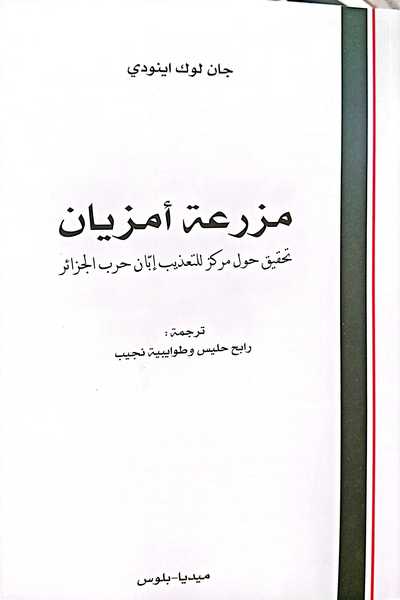 جان لوك اينودي
مزرعة أمزيان
تحقيق حول مركز للتعذيب إبّان حرب الجزائر
ترجمة :
رابح حليس وطوايبية نجيب
ميديا-بلوس